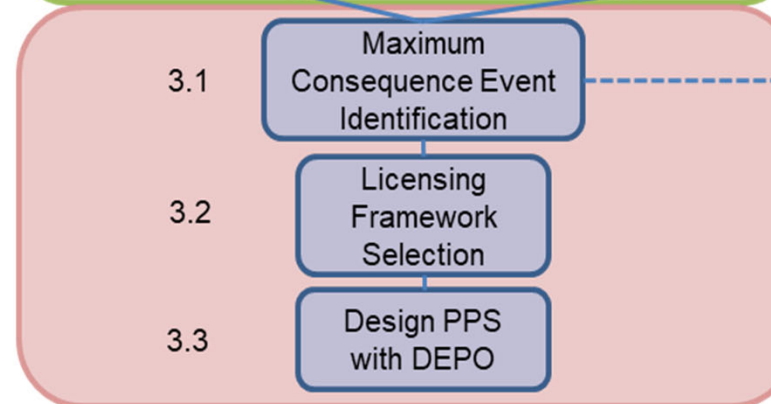 3.1
Maximum
Consequence Event
Identification
3.2
Licensing
Framework
Selection
3.3
Design PPS
with DEPO